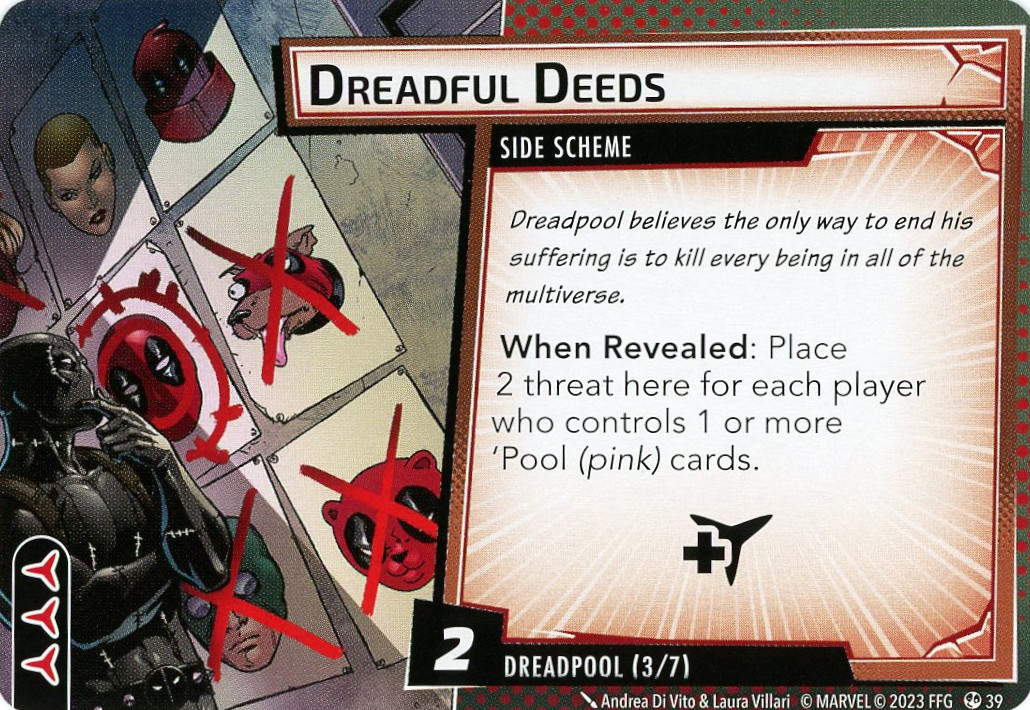 DREADFUL DEEDS
SIDE SCHEME
Dreadpool believes the only way to end his
suffering is to kill every being in all of the
multiverse.
When Revealed: Place
2 threat here for each player
who controls 1 or more
‘Pool (pink) cards.
2
DREADPOOL (3/7)
Andrea Di Vito & Laura Villari © MARVEL © 2023 FFG 39